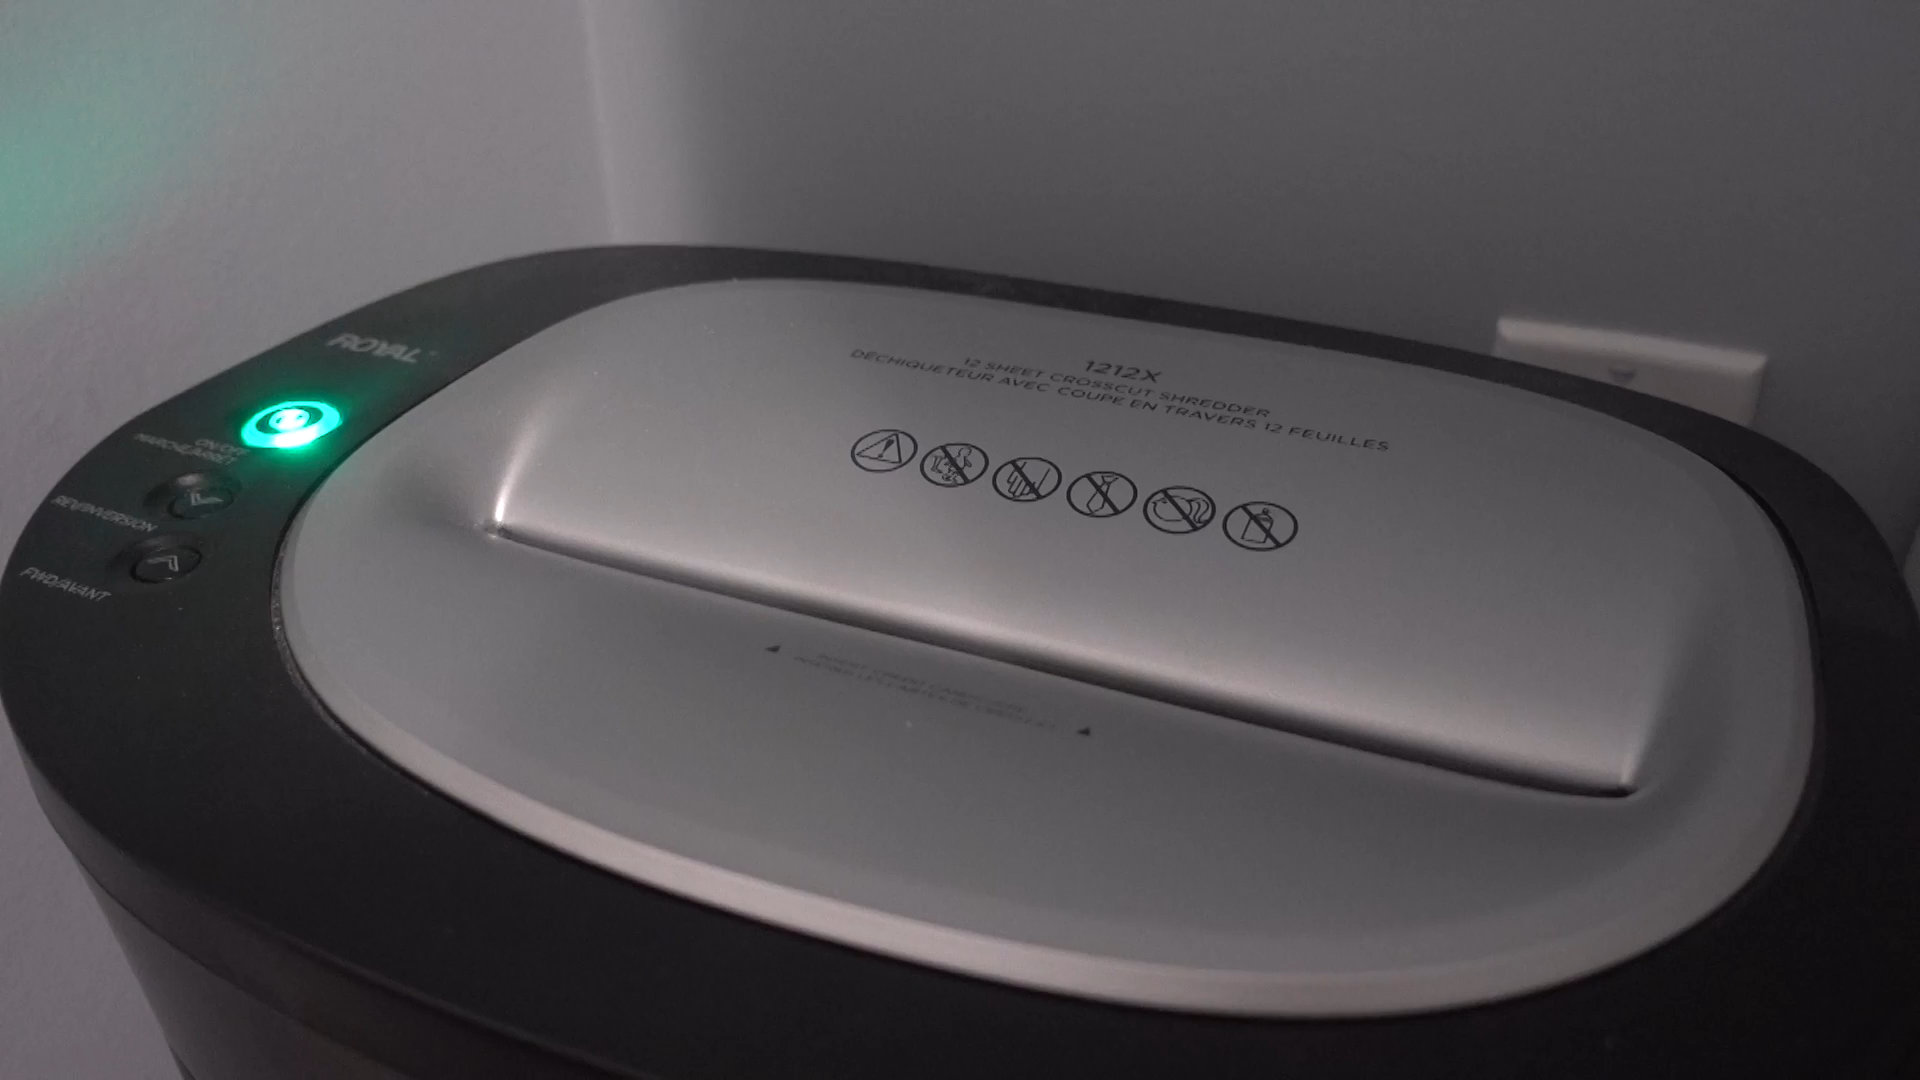 ROYAL
1212X
12 SHEET CROSSCUT SHREDDER
DÉCHIQUETEUR AVEC COUPE EN TRAVERS 12 FEUILLES
ON/OFF
MARCHE/ARRÊT
REV/INVERSION
FWD/AVANT